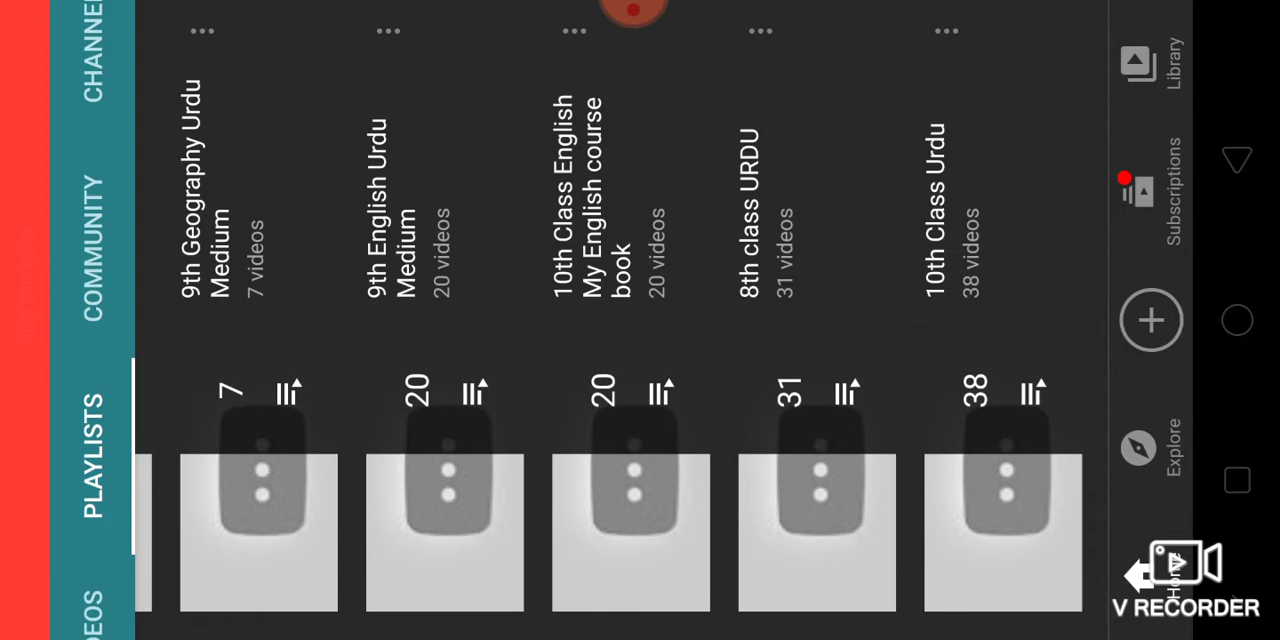 DEOS
PLAYLISTS
COMMUNITY
CHANNE
7
9th Geography Urdu
Medium
7 videos
20
9th English Urdu
Medium
20 videos
20
10th Class English
My English course
book
20 videos
31
8th class URDU
31 videos
38
10th Class Urdu
38 videos
Home
Explore
Subscriptions
Library
V RECORDER